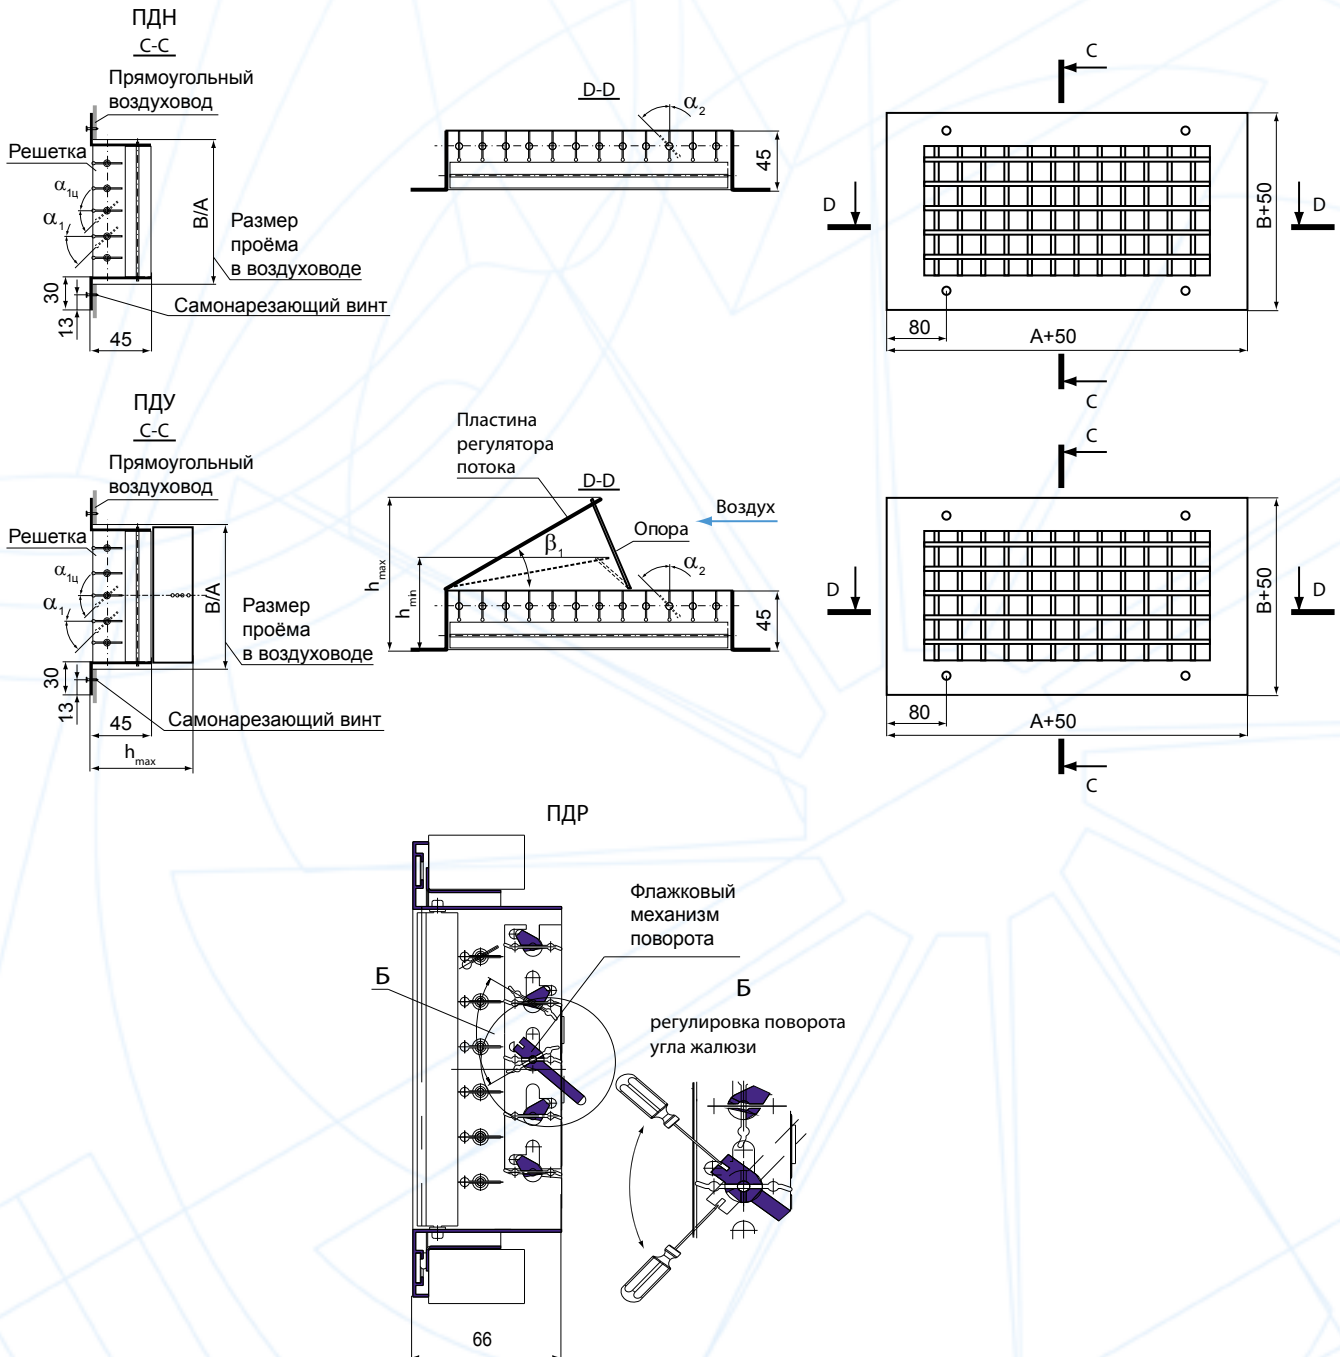 ПДН
C-C
Прямоугольный
воздуховод
Решетка
α1ц
α1
B/A
Размер
проёма
в воздуховоде
30
13
Самонарезающий винт
45
D-D
α2
45
C
D
D
B+50
80
A+50
C
ПДУ
C-C
Прямоугольный
воздуховод
Решетка
α1ц
α1
B/A
Размер
проёма
в воздуховоде
30
13
Самонарезающий винт
45
hmax
Пластина
регулятора
потока
D-D
Воздух
Опора
β1
α2
hmax
hmin
45
C
D
D
B+50
80
A+50
C
ПДР
Флажковый
механизм
поворота
Б
Б
регулировка поворота
угла жалюзи
66